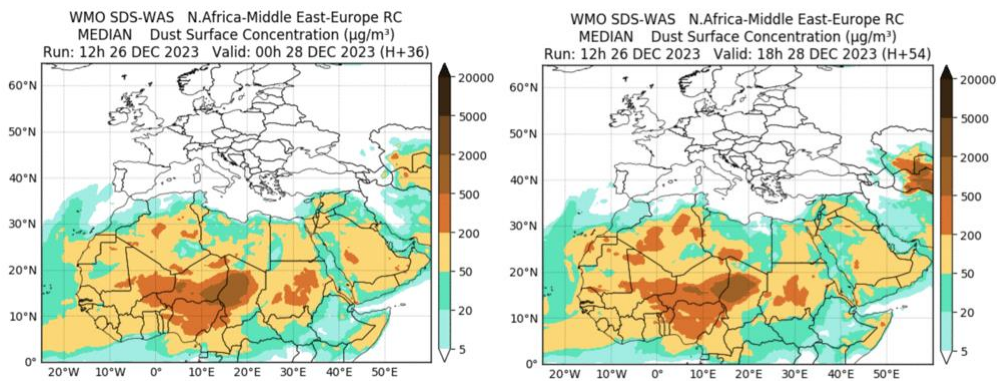 WMO SDS-WAS N.Africa-Middle East-Europe RC
MEDIAN Dust Surface Concentration (µg/m³)
Run: 12h 26 DEC 2023 Valid: 00h 28 DEC 2023 (H+36)
60°N
50°N
40°N
30°N
20°N
10°N
0°
20°W
10°W
0°
10°E
20°E
30°E
40°E
50°E
20000
5000
2000
500
200
50
20
5
WMO SDS-WAS N.Africa-Middle East-Europe RC
MEDIAN Dust Surface Concentration (µg/m³)
Run: 12h 26 DEC 2023 Valid: 18h 28 DEC 2023 (H+54)
60°N
50°N
40°N
30°N
20°N
10°N
0°
20°W
10°W
0°
10°E
20°E
30°E
40°E
50°E
20000
5000
2000
500
200
50
20
5